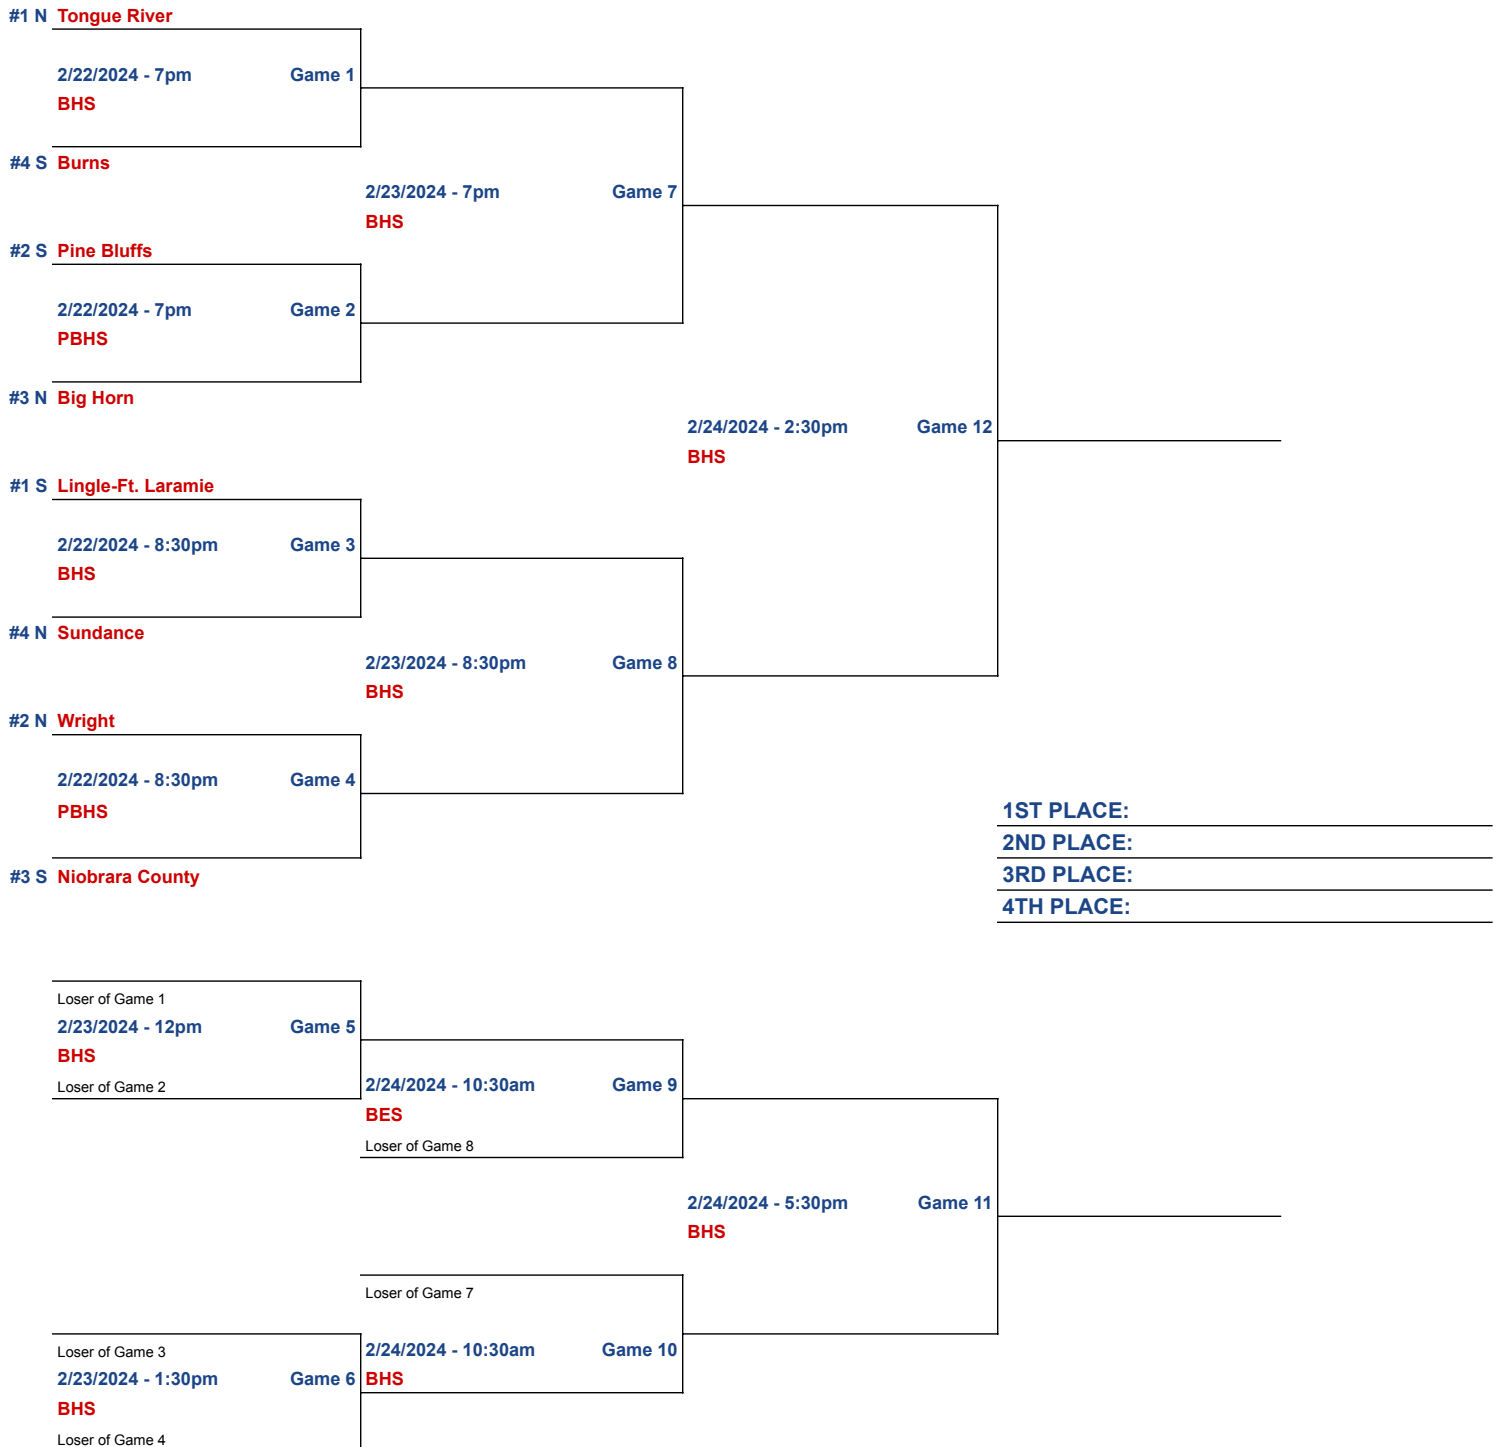 #1 N Tongue River
2/22/2024 - 7pm Game 1
BHS
#4 S Burns
2/23/2024 - 7pm Game 7
BHS
#2 S Pine Bluffs
2/22/2024 - 7pm Game 2
PBHS
#3 N Big Horn
2/24/2024 - 2:30pm Game 12
BHS
#1 S Lingle-Ft. Laramie
2/22/2024 - 8:30pm Game 3
BHS
#4 N Sundance
2/23/2024 - 8:30pm Game 8
BHS
#2 N Wright
2/22/2024 - 8:30pm Game 4
PBHS
#3 S Niobrara County
1ST PLACE:
2ND PLACE:
3RD PLACE:
4TH PLACE:
Loser of Game 1
2/23/2024 - 12pm Game 5
BHS
Loser of Game 2
2/24/2024 - 10:30am Game 9
BES
Loser of Game 8
2/24/2024 - 5:30pm Game 11
BHS
Loser of Game 7
2/24/2024 - 10:30am Game 10
BHS
Loser of Game 3
2/23/2024 - 1:30pm Game 6
BHS
Loser of Game 4